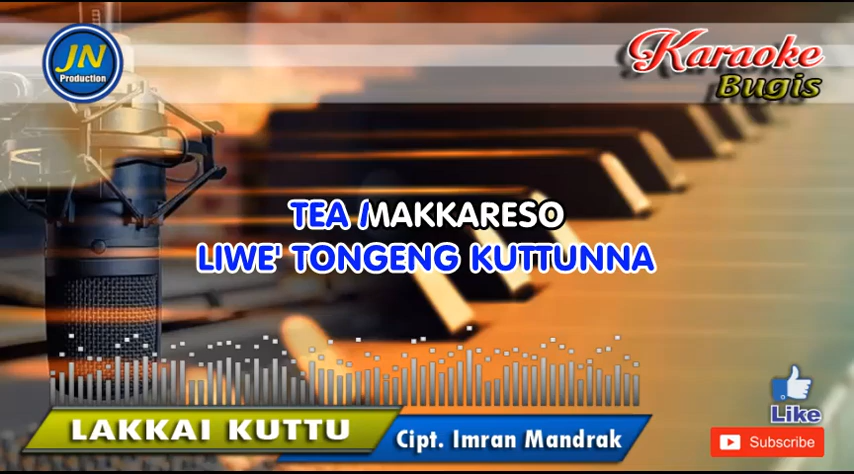 JN
Production
Karaoke
Bugis
TEA MAKKARESO
LIWE' TONGENG KUTTUNNA
LAKKAI KUTTU
Cipt. Imran Mandrak
Like
Subscribe